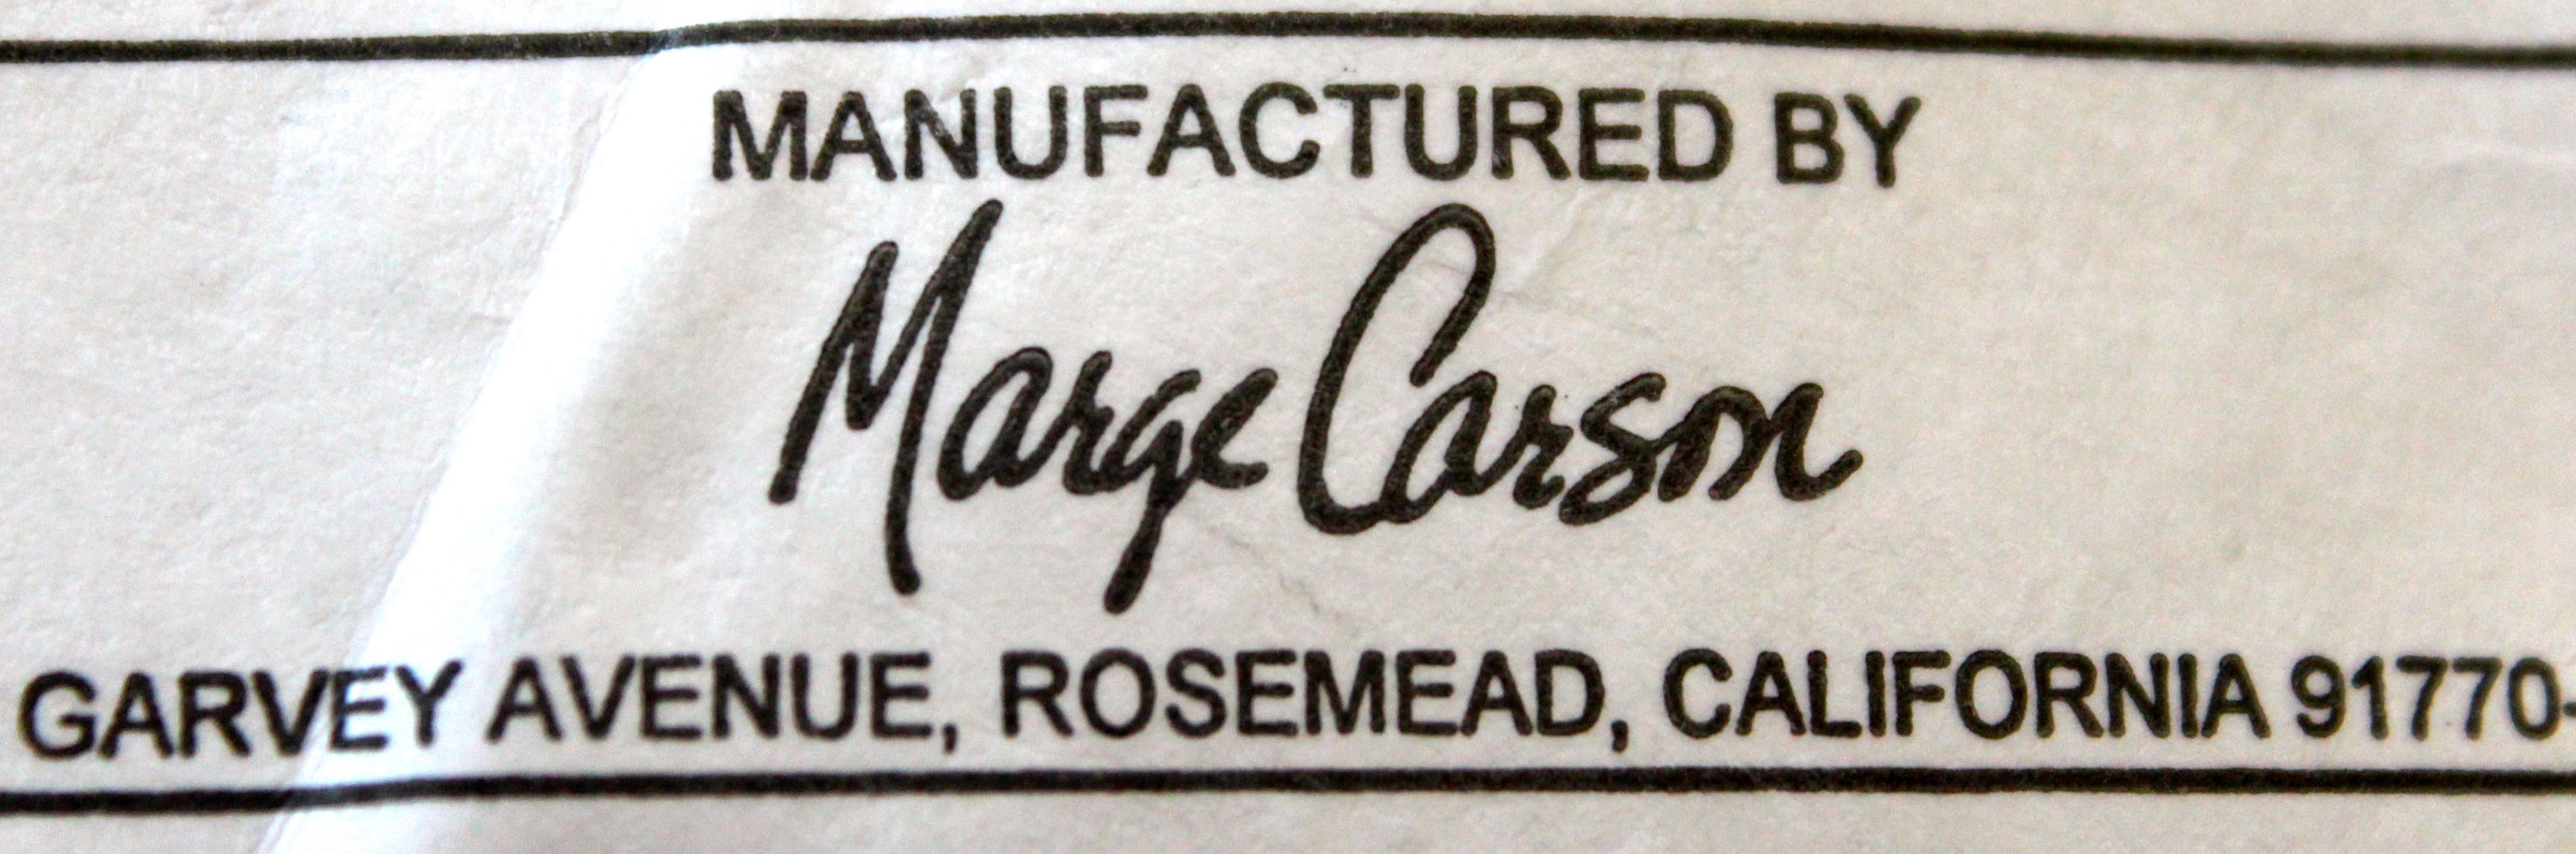 MANUFACTURED BY
Marge Carson
GARVEY AVENUE, ROSEMEAD, CALIFORNIA 91770-